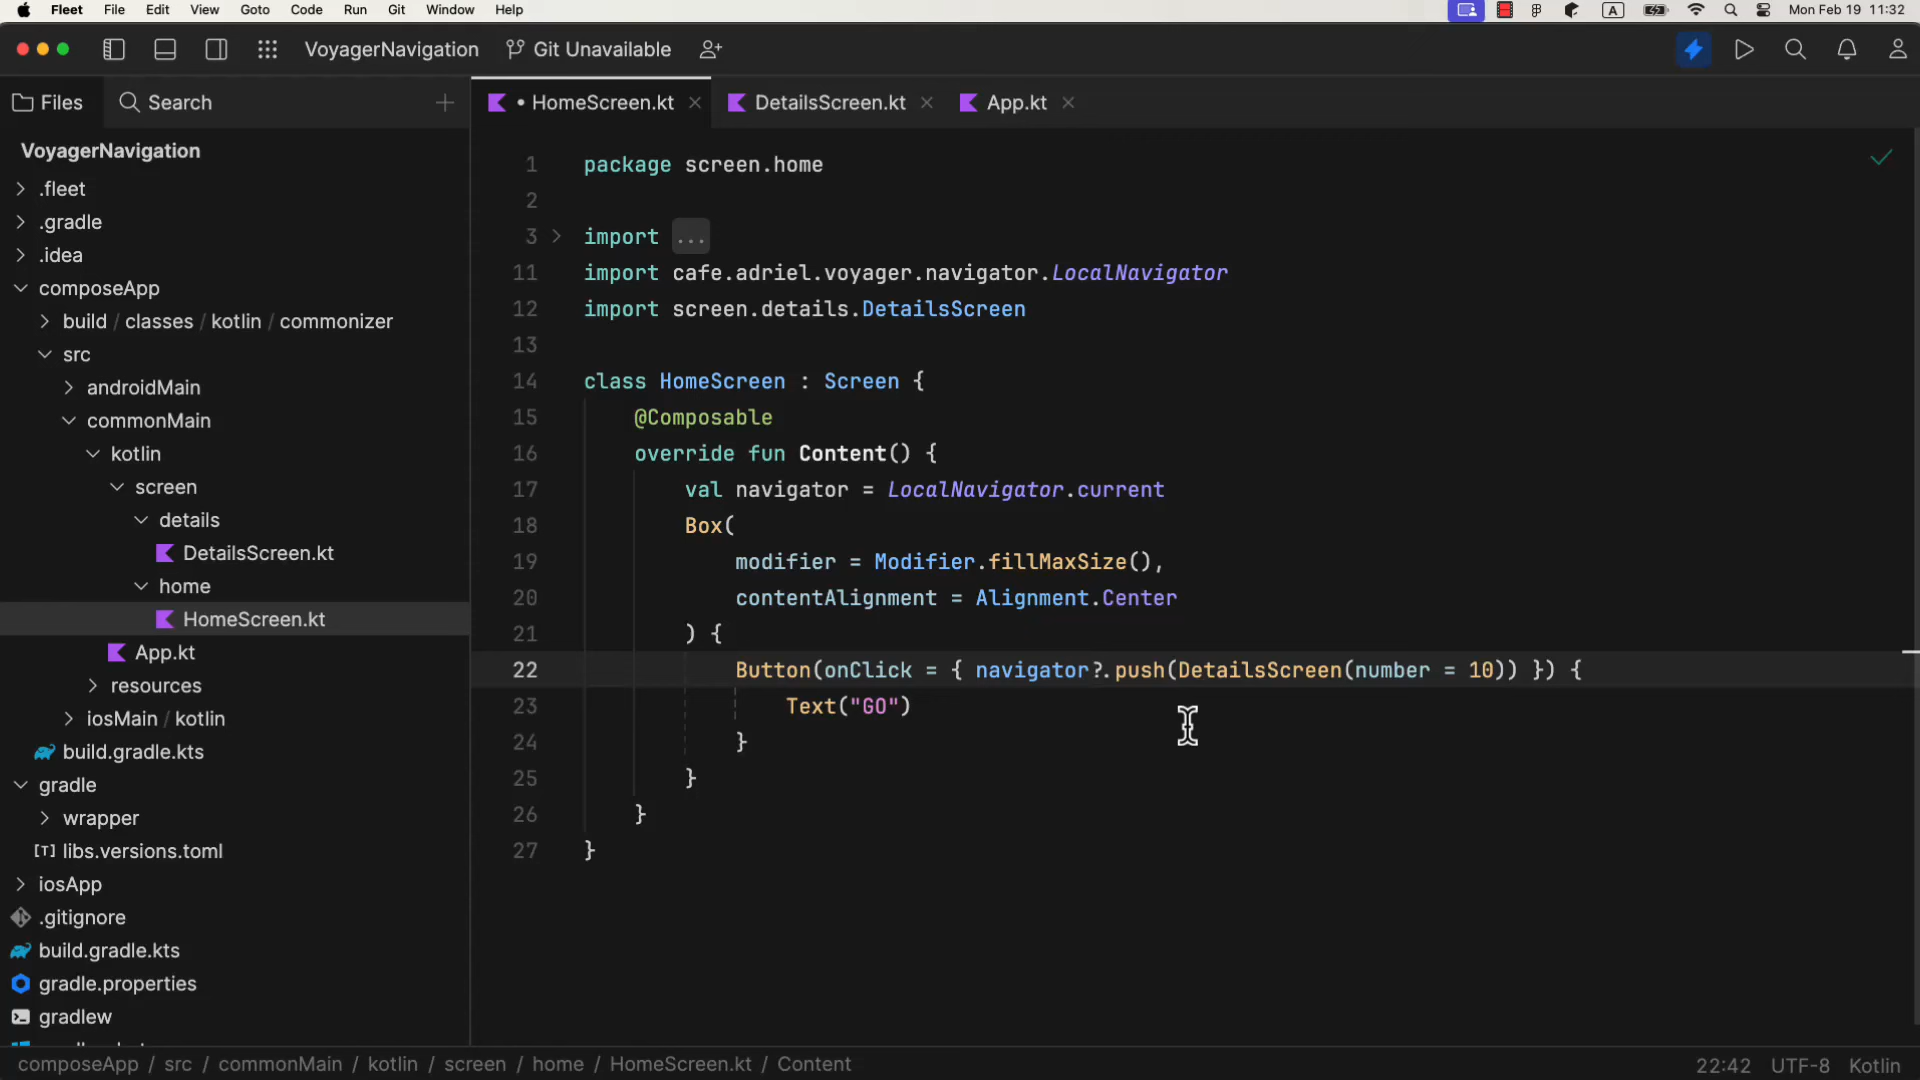 Fleet File Edit View Goto Code Run Git Window Help A Mon Feb 19 11:32
VoyagerNavigation Git Unavailable
Files Search
• HomeScreen.kt DetailsScreen.kt App.kt
VoyagerNavigation
.fleet
.gradle
.idea
composeApp
build / classes / kotlin / commonizer
src
androidMain
commonMain
kotlin
screen
details
DetailsScreen.kt
home
HomeScreen.kt
App.kt
resources
iosMain / kotlin
build.gradle.kts
gradle
wrapper
[T] libs.versions.toml
iosApp
.gitignore
build.gradle.kts
gradle.properties
gradlew
1 package screen.home
2
3 import ...
11 import cafe.adriel.voyager.navigator.LocalNavigator
12 import screen.details.DetailsScreen
13
14 class HomeScreen : Screen {
15 @Composable
16 override fun Content() {
17 val navigator = LocalNavigator.current
18 Box(
19 modifier = Modifier.fillMaxSize(),
20 contentAlignment = Alignment.Center
21 ) {
22 Button(onClick = { navigator?.push(DetailsScreen(number = 10)) }) {
23 Text("GO")
24 }
25 }
26 }
27 }
composeApp / src / commonMain / kotlin / screen / home / HomeScreen.kt / Content
22:42 UTF-8 Kotlin